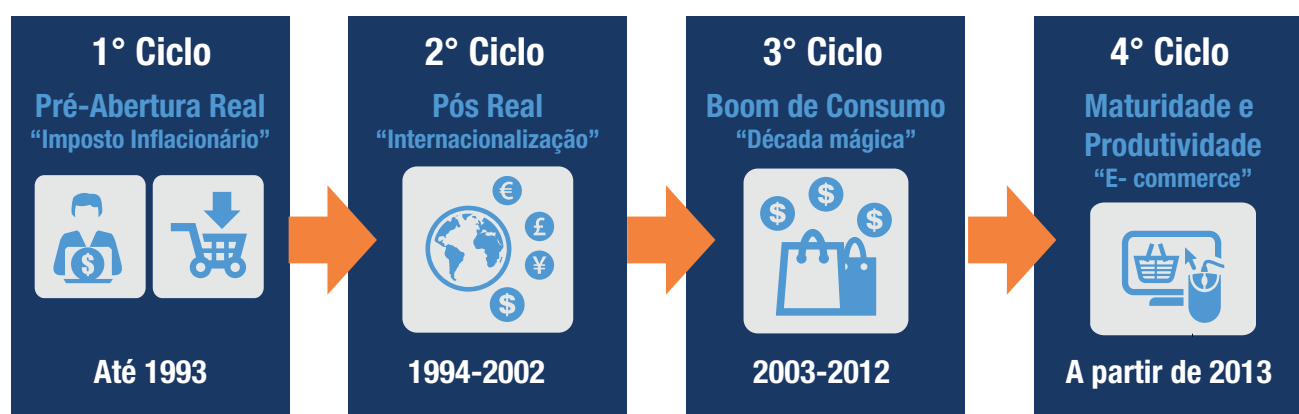 1° Ciclo
Pré-Abertura Real
“Imposto Inflacionário”
$
Até 1993
2° Ciclo
Pós Real
“Internacionalização”
€
£
¥
$
1994-2002
3° Ciclo
Boom de Consumo
“Década mágica”
$
$
$
2003-2012
4° Ciclo
Maturidade e
Produtividade
“E- commerce”
A partir de 2013